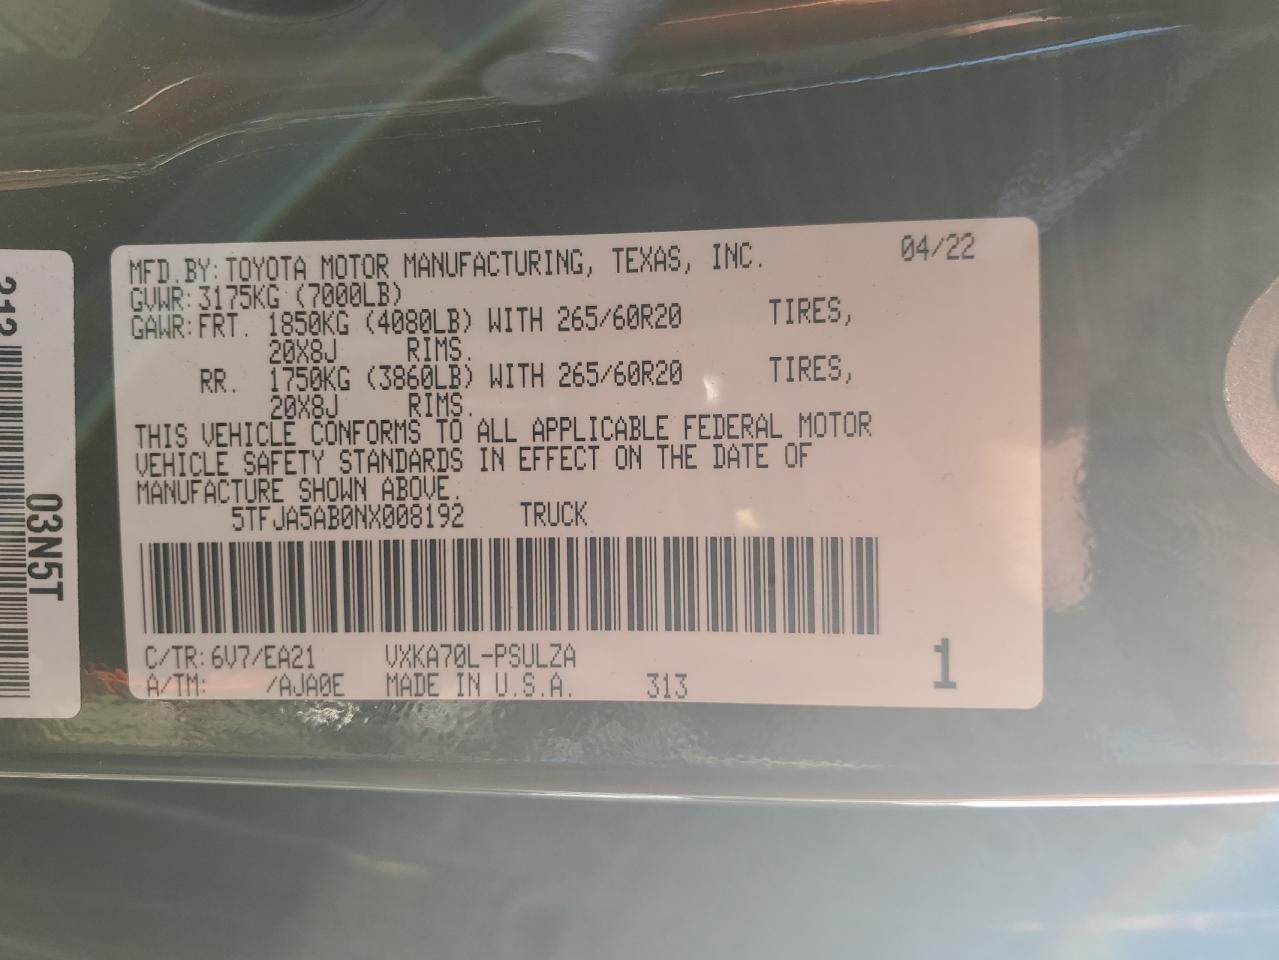 MFD.BY:TOYOTA MOTOR MANUFACTURING, TEXAS, INC. 04/22
GVWR:3175KG (7000LB)
GAWR:FRT. 1850KG (4080LB) WITH 265/60R20 TIRES,
20X8J RIMS.
RR. 1750KG (3860LB) WITH 265/60R20 TIRES,
20X8J RIMS.
THIS VEHICLE CONFORMS TO ALL APPLICABLE FEDERAL MOTOR
VEHICLE SAFETY STANDARDS IN EFFECT ON THE DATE OF
MANUFACTURE SHOWN ABOVE.
5TFJA5AB0NX008192 TRUCK
C/TR:6V7/EA21 VXKA70L-PSULZA
A/TM: /AJA0E MADE IN U.S.A. 313 1
212
03N5T